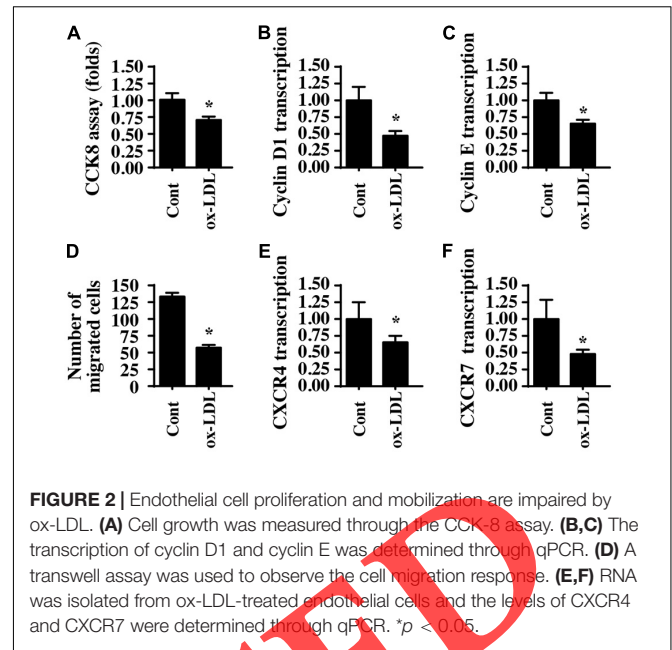 A
B
C
CCK8 assay (folds)
1.50
1.00
0.75
0.50
0.25
0.00
*
Cont
ox-LDL
Cyclin D1 transcription
1.50
1.00
0.75
0.50
0.25
0.00
*
Cont
ox-LDL
Cyclin E transcription
1.50
1.00
0.75
0.50
0.25
0.00
*
Cont
ox-LDL
D
E
F
Number of
migrated cells
150
125
100
75
50
25
0
*
Cont
ox-LDL
CXCR4 transcription
1.50
1.00
0.75
0.50
0.25
0.00
*
Cont
ox-LDL
CXCR7 transcription
1.50
1.25
1.00
0.75
0.50
0.25
0.00
*
Cont
ox-LDL
FIGURE 2 | Endothelial cell proliferation and mobilization are impaired by
ox-LDL. (A) Cell growth was measured through the CCK-8 assay. (B,C) The
transcription of cyclin D1 and cyclin E was determined through qPCR. (D) A
transwell assay was used to observe the cell migration response. (E,F) RNA
was isolated from ox-LDL-treated endothelial cells and the levels of CXCR4
and CXCR7 were determined through qPCR. *p < 0.05.